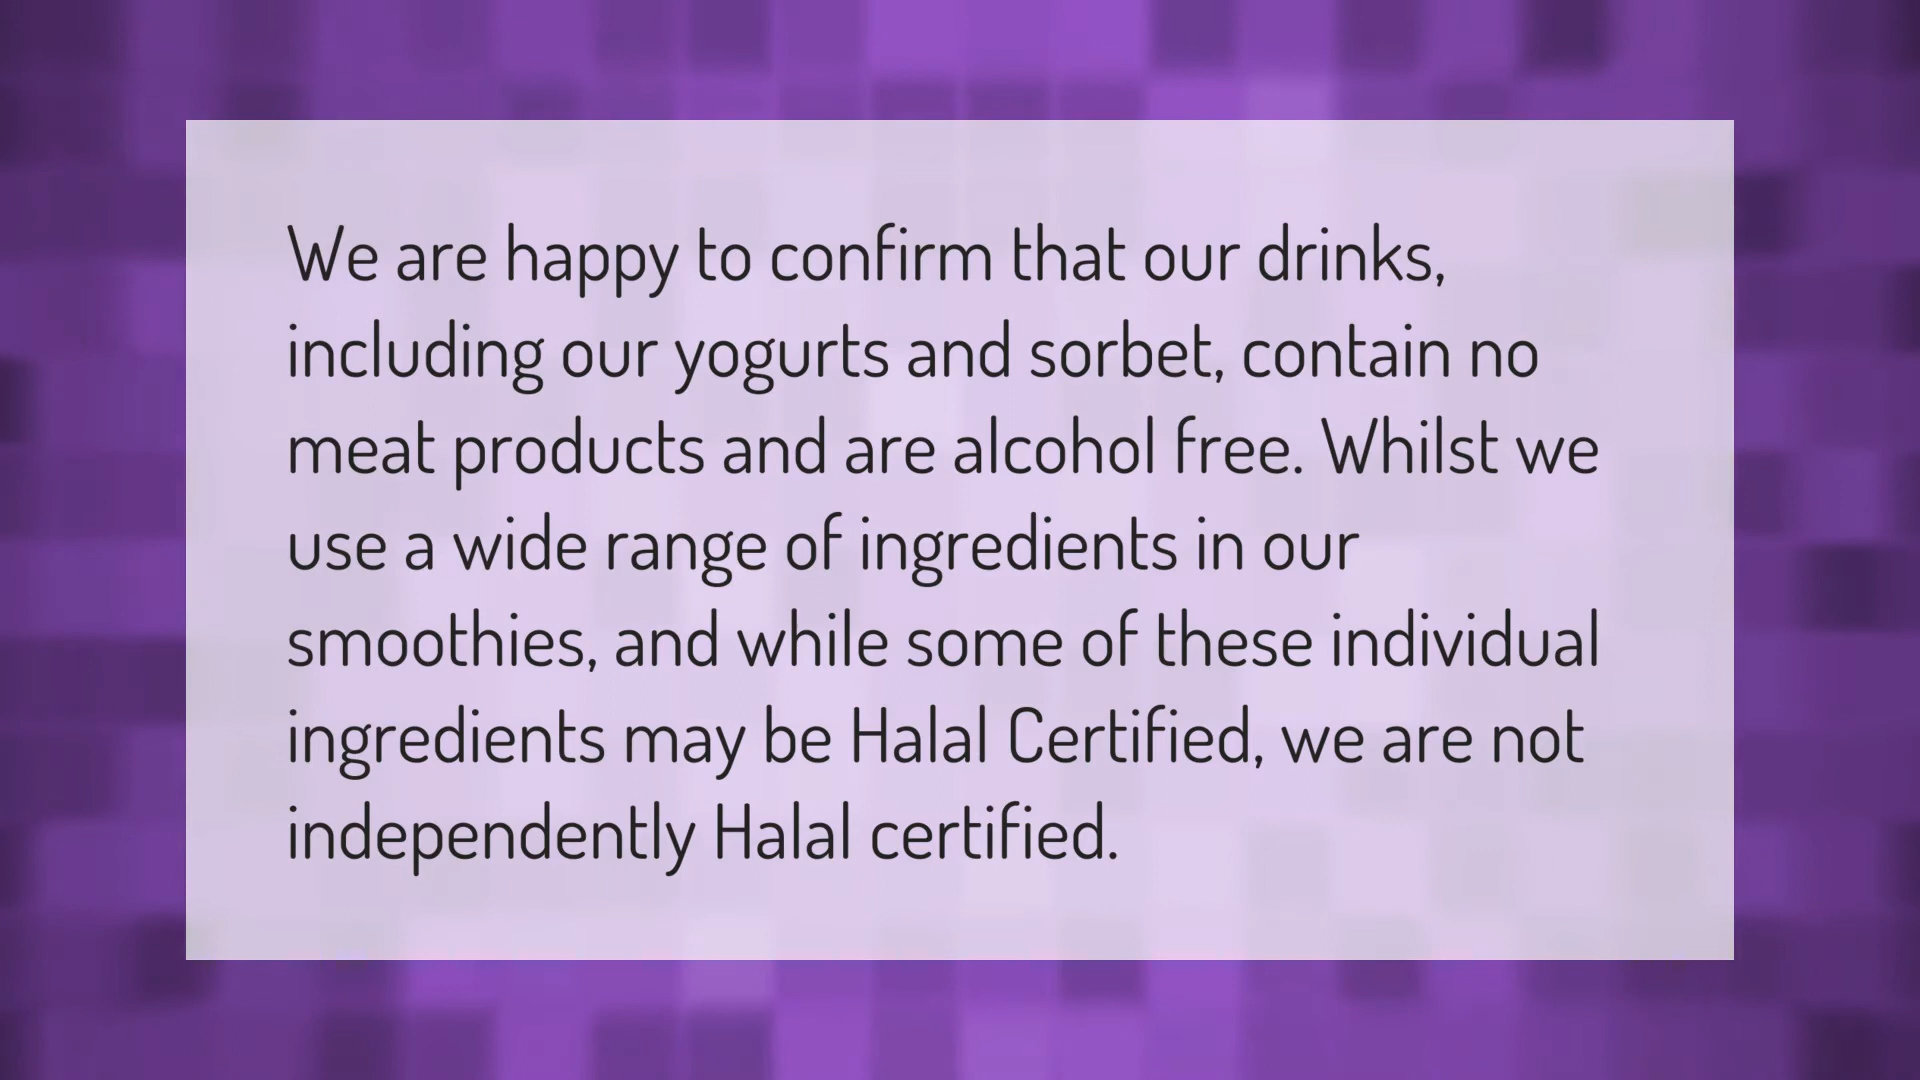 We are happy to confirm that our drinks,
including our yogurts and sorbet, contain no
meat products and are alcohol free. Whilst we
use a wide range of ingredients in our
smoothies, and while some of these individual
ingredients may be Halal Certified, we are not
independently Halal certified.